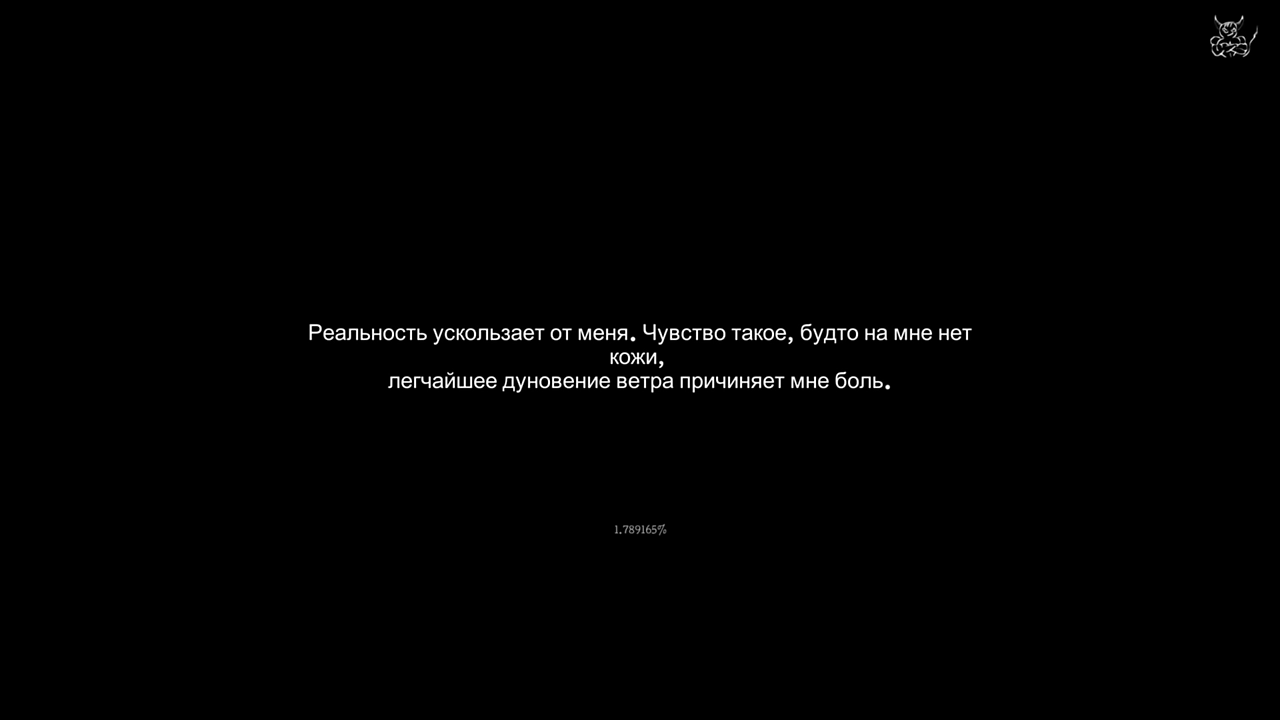 Реальность ускользает от меня. Чувство такое, будто на мне нет
кожи,
легчайшее дуновение ветра причиняет мне боль.
1.789165%